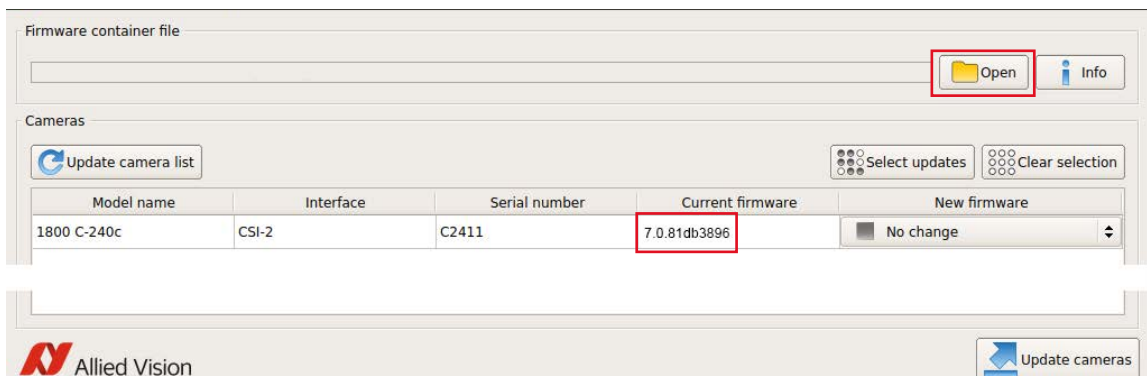 Firmware container file
Open Info
Cameras
Update camera list Select updates Clear selection
Model name Interface Serial number Current firmware New firmware
1800 C-240c CSI-2 C2411 7.0.81db3896 No change
Allied Vision Update cameras